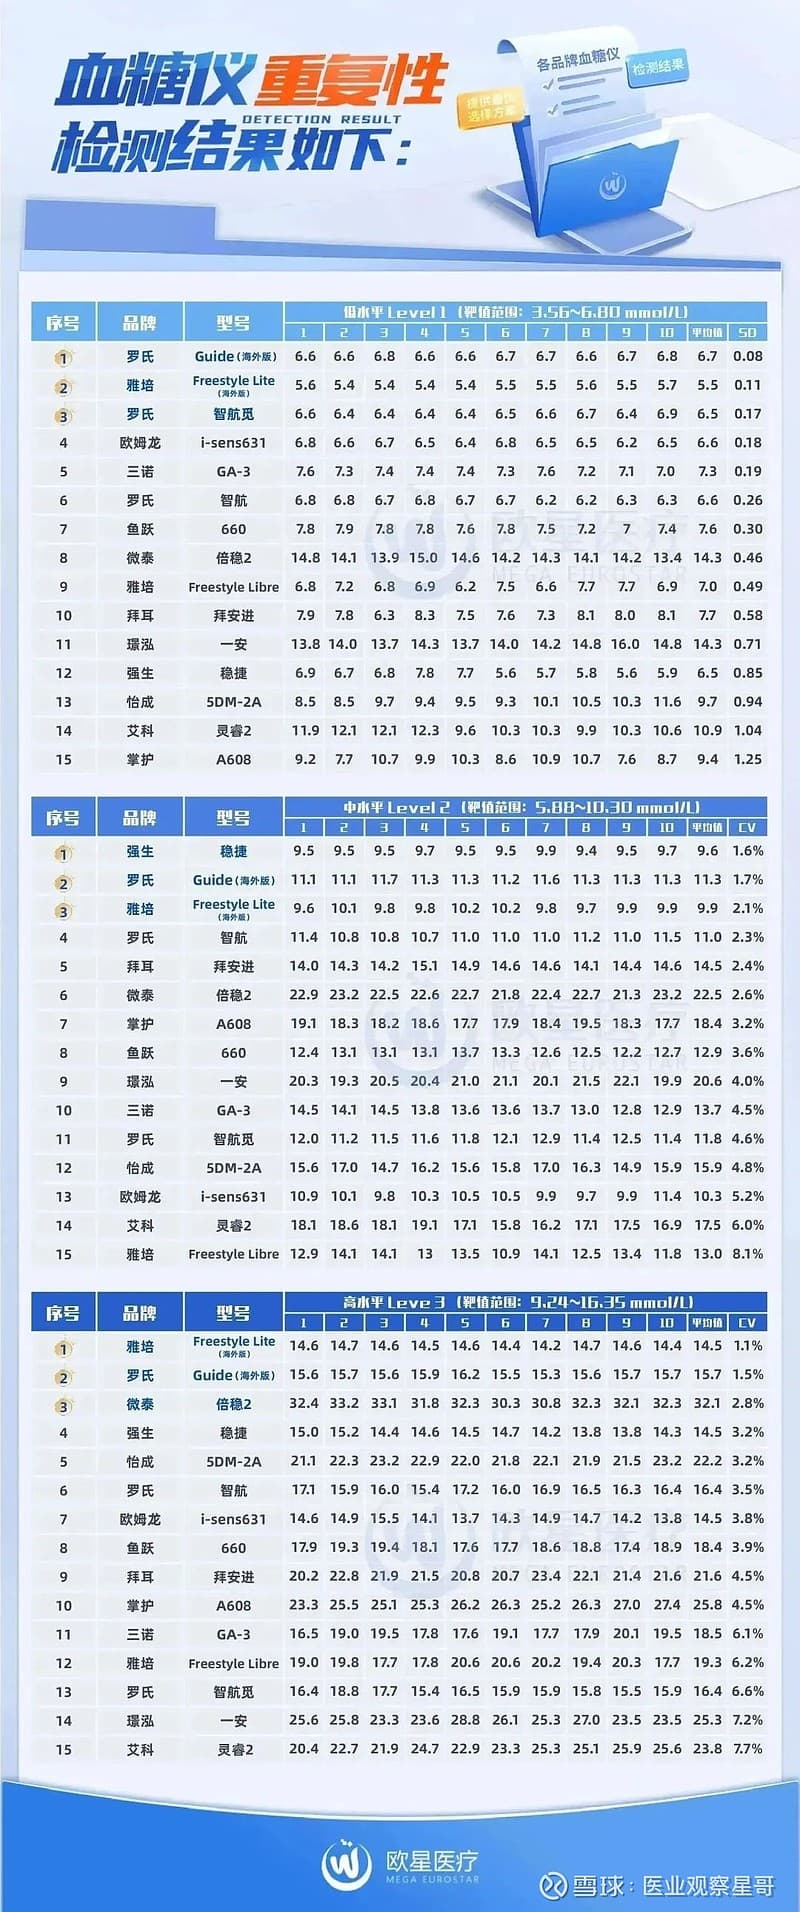 血糖仪重复性
DETECTION RESULT
检测结果如下：
各品牌血糖仪
检测结果
选择方案
序号 品牌 型号 低水平 Level 1（靶值范围：3.56~6.80 mmol/L）
1 2 3 4 5 6 7 8 9 10 平均值 SD
1 罗氏 Guide(海外版) 6.6 6.6 6.8 6.6 6.6 6.7 6.7 6.6 6.7 6.8 6.7 0.08
2 雅培 Freestyle Lite (海外版) 5.6 5.4 5.4 5.4 5.4 5.5 5.5 5.6 5.5 5.7 5.5 0.11
3 罗氏 智航觅 6.6 6.4 6.4 6.4 6.4 6.5 6.6 6.7 6.4 6.9 6.5 0.17
4 欧姆龙 i-sens631 6.8 6.6 6.7 6.5 6.4 6.8 6.5 6.5 6.2 6.5 6.6 0.18
5 三诺 GA-3 7.6 7.3 7.4 7.4 7.4 7.3 7.6 7.2 7.1 7.0 7.3 0.19
6 罗氏 智航 6.8 6.8 6.7 6.8 6.7 6.7 6.2 6.2 6.3 6.3 6.6 0.26
7 鱼跃 660 7.8 7.9 7.8 7.8 7.6 7.8 7.5 7.2 7 7.4 7.6 0.30
8 微泰 倍稳2 14.8 14.1 13.9 15.0 14.6 14.2 14.3 14.1 14.2 13.4 14.3 0.46
9 雅培 Freestyle Libre 6.8 7.2 6.8 6.9 6.2 7.5 6.6 7.7 7.7 6.9 7.0 0.49
10 拜耳 拜安进 7.9 7.8 6.3 8.3 7.5 7.6 7.3 8.1 8.0 8.1 7.7 0.58
11 璟泓 一安 13.8 14.0 13.7 14.3 13.7 14.0 14.2 14.8 16.0 14.8 14.3 0.71
12 强生 稳捷 6.9 6.7 6.8 7.8 7.7 5.6 5.7 5.8 5.6 5.9 6.5 0.85
13 怡成 5DM-2A 8.5 8.5 9.7 9.4 9.5 9.3 10.1 10.5 10.3 11.6 9.7 0.94
14 艾科 灵睿2 11.9 12.1 12.1 12.3 9.6 10.3 10.3 9.9 10.3 10.6 10.9 1.04
15 掌护 A608 9.2 7.7 10.7 9.9 10.3 8.6 10.9 10.7 7.6 8.7 9.4 1.25
欧星医疗
MEGA EUROSTAR
序号 品牌 型号 中水平 Level 2（靶值范围：5.88~10.30 mmol/L）
1 2 3 4 5 6 7 8 9 10 平均值 CV
1 强生 稳捷 9.5 9.5 9.5 9.7 9.5 9.5 9.9 9.4 9.5 9.7 9.6 1.6%
2 罗氏 Guide(海外版) 11.1 11.1 11.7 11.3 11.3 11.2 11.6 11.3 11.3 11.3 11.3 1.7%
3 雅培 Freestyle Lite (海外版) 9.6 10.1 9.8 9.8 10.2 10.2 9.8 9.7 9.9 9.9 9.9 2.1%
4 罗氏 智航 11.4 10.8 10.8 10.7 11.0 11.0 11.0 11.2 11.0 11.5 11.0 2.3%
5 拜耳 拜安进 14.0 14.3 14.2 15.1 14.9 14.6 14.6 14.1 14.4 14.6 14.5 2.4%
6 微泰 倍稳2 22.9 23.2 22.5 22.6 22.7 21.8 22.4 22.7 21.3 23.2 22.5 2.6%
7 掌护 A608 19.1 18.3 18.2 18.6 17.7 17.9 18.4 19.5 18.3 17.7 18.4 3.2%
8 鱼跃 660 12.4 13.1 13.1 13.1 13.7 13.3 12.6 12.5 12.2 12.7 12.9 3.6%
9 璟泓 一安 20.3 19.3 20.5 20.4 21.0 21.1 20.1 21.5 22.1 19.9 20.6 4.0%
10 三诺 GA-3 14.5 14.1 14.5 13.8 13.6 13.6 13.7 13.0 12.8 12.9 13.7 4.5%
11 罗氏 智航觅 12.0 11.2 11.5 11.6 11.8 12.1 12.9 11.4 12.5 11.4 11.8 4.6%
12 怡成 5DM-2A 15.6 17.0 14.7 16.2 15.6 15.8 17.0 16.3 14.9 15.9 15.9 4.8%
13 欧姆龙 i-sens631 10.9 10.1 9.8 10.3 10.5 10.5 9.9 9.7 9.9 11.4 10.3 5.2%
14 艾科 灵睿2 18.1 18.6 18.1 19.1 17.1 15.8 16.2 17.1 17.5 16.9 17.5 6.0%
15 雅培 Freestyle Libre 12.9 14.1 14.1 13 13.5 10.9 14.1 12.5 13.4 11.8 13.0 8.1%
欧星医疗
MEGA EUROSTAR
序号 品牌 型号 高水平 Leve 3（靶值范围：9.24~16.35 mmol/L）
1 2 3 4 5 6 7 8 9 10 平均值 CV
1 雅培 Freestyle Lite (海外版) 14.6 14.7 14.6 14.5 14.6 14.4 14.2 14.7 14.6 14.4 14.5 1.1%
2 罗氏 Guide(海外版) 15.6 15.7 15.6 15.9 16.2 15.5 15.3 15.6 15.7 15.7 15.7 1.5%
3 微泰 倍稳2 32.4 33.2 33.1 31.8 32.3 30.3 30.8 32.3 32.1 32.3 32.1 2.8%
4 强生 稳捷 15.0 15.2 14.4 14.6 14.5 14.7 14.2 13.8 13.8 14.3 14.5 3.2%
5 怡成 5DM-2A 21.1 22.3 23.2 22.9 22.0 21.8 22.1 21.9 21.5 23.2 22.2 3.2%
6 罗氏 智航 17.1 15.9 16.0 15.4 17.2 16.0 16.9 16.5 16.3 16.4 16.4 3.5%
7 欧姆龙 i-sens631 14.6 14.9 15.5 14.1 13.7 14.3 14.9 14.7 14.2 13.8 14.5 3.8%
8 鱼跃 660 17.9 19.3 19.4 18.1 17.6 17.7 18.6 18.8 17.4 18.9 18.4 3.9%
9 拜耳 拜安进 20.2 22.8 21.9 21.5 20.8 20.7 23.4 22.1 21.4 21.6 21.6 4.5%
10 掌护 A608 23.3 25.5 25.1 25.3 26.2 26.3 25.2 26.3 27.0 27.4 25.8 4.5%
11 三诺 GA-3 16.5 19.0 19.5 17.8 17.6 19.1 17.7 17.9 20.1 19.5 18.5 6.1%
12 雅培 Freestyle Libre 19.0 19.8 17.7 17.8 20.6 20.6 20.2 19.4 20.3 17.7 19.3 6.2%
13 罗氏 智航觅 16.4 18.8 17.7 15.4 16.5 15.9 15.9 15.8 15.5 15.9 16.4 6.6%
14 璟泓 一安 25.6 25.8 23.3 23.6 28.8 26.1 25.3 27.0 23.5 23.5 25.3 7.2%
15 艾科 灵睿2 20.4 22.7 21.9 24.7 22.9 23.3 25.3 25.1 25.9 25.6 23.8 7.7%
欧星医疗
MEGA EUROSTAR
雪球：医业观察星哥